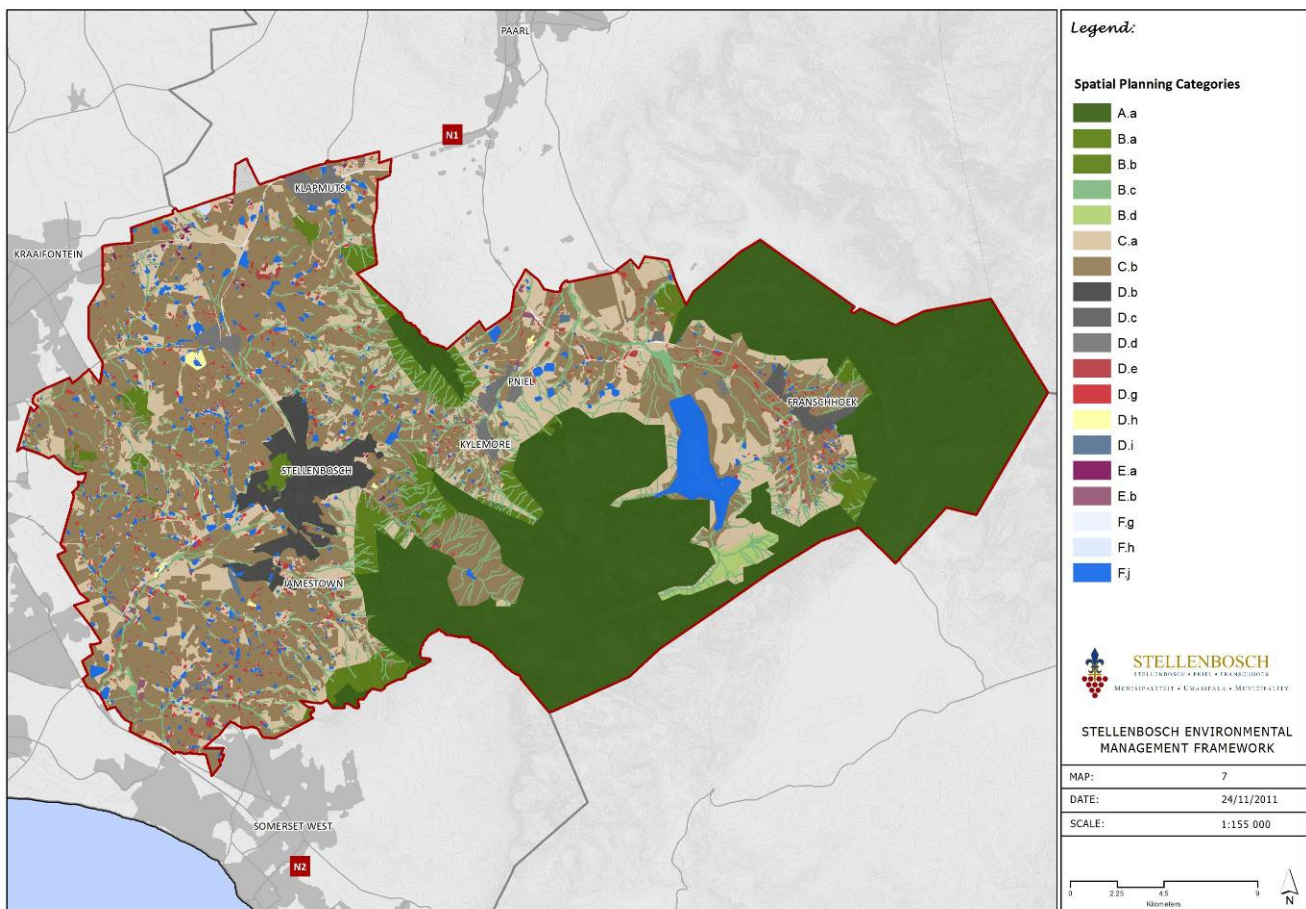 PAARL
N1
KLAPMUTS
KRAAIFONTEIN
PNIEL
FRANSCHHOEK
KYLEMORE
STELLENBOSCH
JAMESTOWN
SOMERSET WEST
N2
Legend:
Spatial Planning Categories
A.a
B.a
B.b
B.c
B.d
C.a
C.b
D.b
D.c
D.d
D.e
D.g
D.h
D.i
E.a
E.b
F.g
F.h
F.j
STELLENBOSCH
STELLENBOSCH • PNIEL • FRANSCHHOEK
MUNISIPALITEIT • UMASIPALA • MUNICIPALITY
STELLENBOSCH ENVIRONMENTAL
MANAGEMENT FRAMEWORK
MAP: 7
DATE: 24/11/2011
SCALE: 1:155 000
0 2.25 4.5 9
Kilometers
N